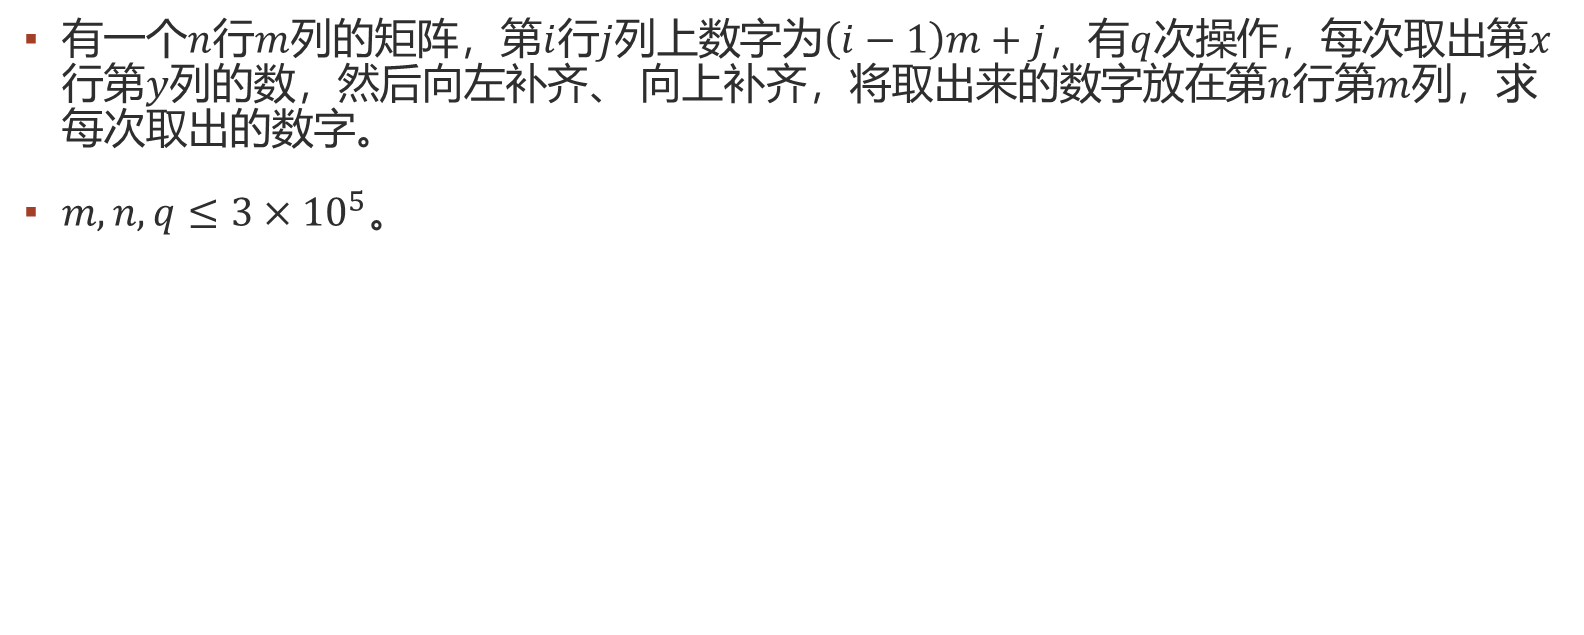 ▪ 有一个n行m列的矩阵，第i行j列上数字为(i − 1)m + j，有q次操作，每次取出第x
行第y列的数，然后向左补齐、 向上补齐，将取出来的数字放在第n行第m列，求
每次取出的数字。
▪ m, n, q ≤ 3 × 10⁵。